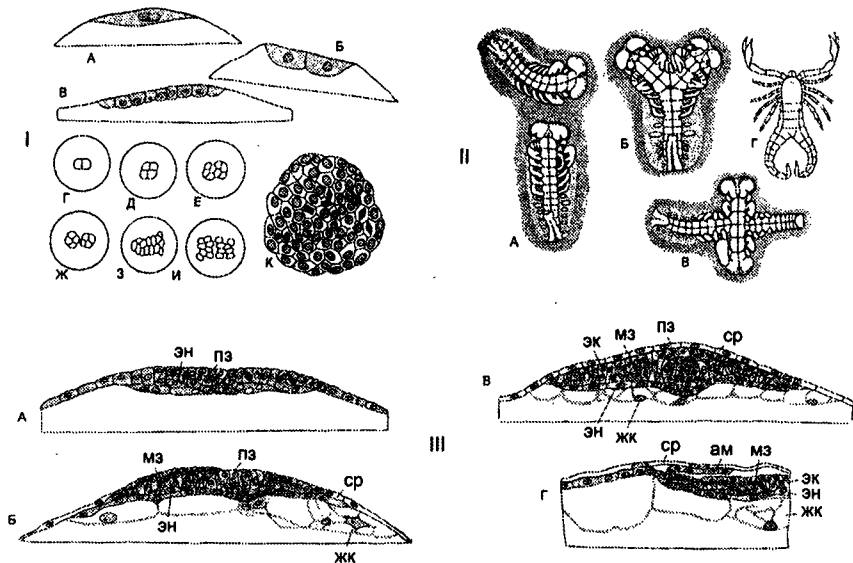 I
А
Б
В
Г
Д
Е
Ж
З
И
К
II
А
Б
В
Г
III
А
эн
пз
Б
мз
пз
ср
эн
жк
В
эк
мз
пз
ср
эн
жк
Г
ср
ам
мз
эк
эн
жк